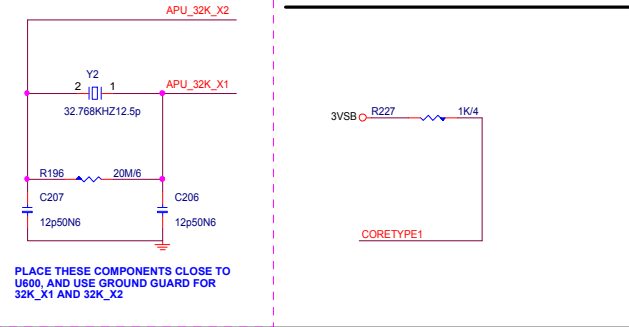 APU_32K_X2
Y2
2 1
APU_32K_X1
32.768KHZ12.5p
R196 20M/6
C207 C206
12p50N6 12p50N6
PLACE THESE COMPONENTS CLOSE TO
U600, AND USE GROUND GUARD FOR
32K_X1 AND 32K_X2
3VSB R227 1K/4
CORETYPE1